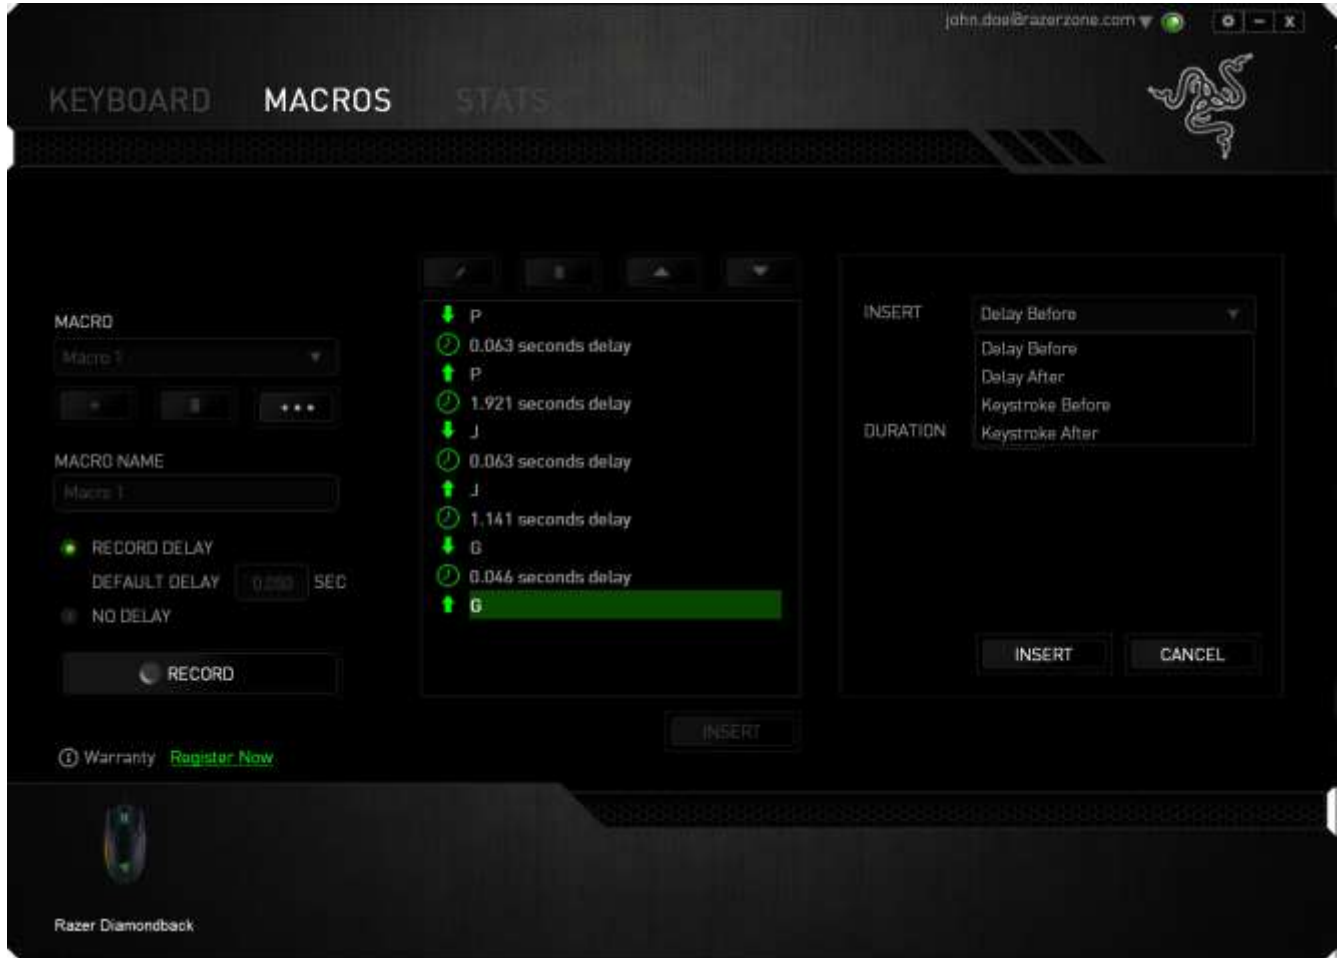 john.doe@razerzone.com
KEYBOARD MACROS STATS
MACRO
Macro 1
MACRO NAME
Macro 1
RECORD DELAY
DEFAULT DELAY SEC
NO DELAY
RECORD
Warranty Register Now
P
0.063 seconds delay
P
1.921 seconds delay
J
0.063 seconds delay
J
1.141 seconds delay
G
0.046 seconds delay
G
INSERT
INSERT Delay Before
Delay Before
Delay After
Keystroke Before
DURATION Keystroke After
INSERT CANCEL
Razer Diamondback